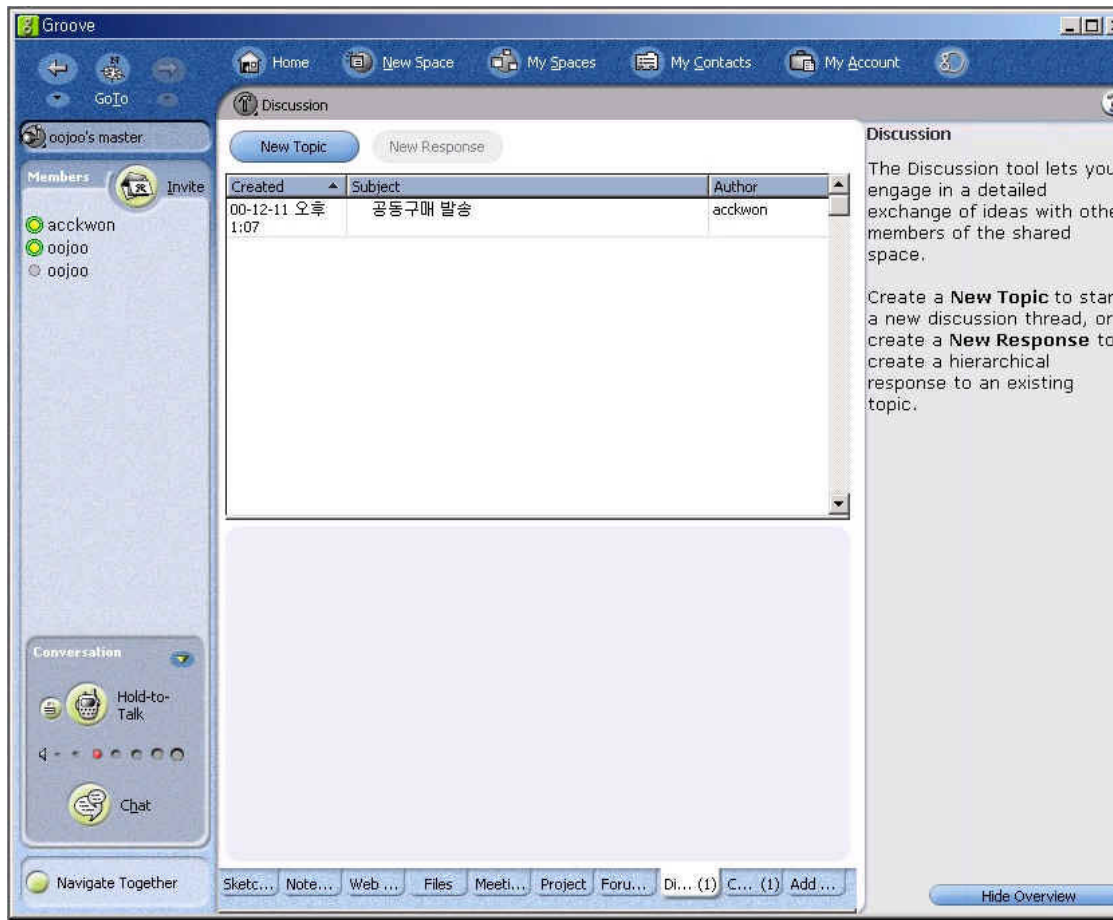 Groove
Home
New Space
My Spaces
My Contacts
My Account
GoTo
Discussion
oojoo's master
Members
Invite
acckwon
oojoo
oojoo
New Topic
New Response
Created
Subject
Author
00-12-11 오후
1:07
공동구매 발송
acckwon
Discussion
The Discussion tool lets you
engage in a detailed
exchange of ideas with othe
members of the shared
space.
Create a New Topic to star
a new discussion thread, or
create a New Response to
create a hierarchical
response to an existing
topic.
Conversation
Hold-to-
Talk
Chat
Navigate Together
Sketc...
Note...
Web ...
Files
Meeti...
Project
Foru...
Di... (1)
C... (1)
Add ...
Hide Overview